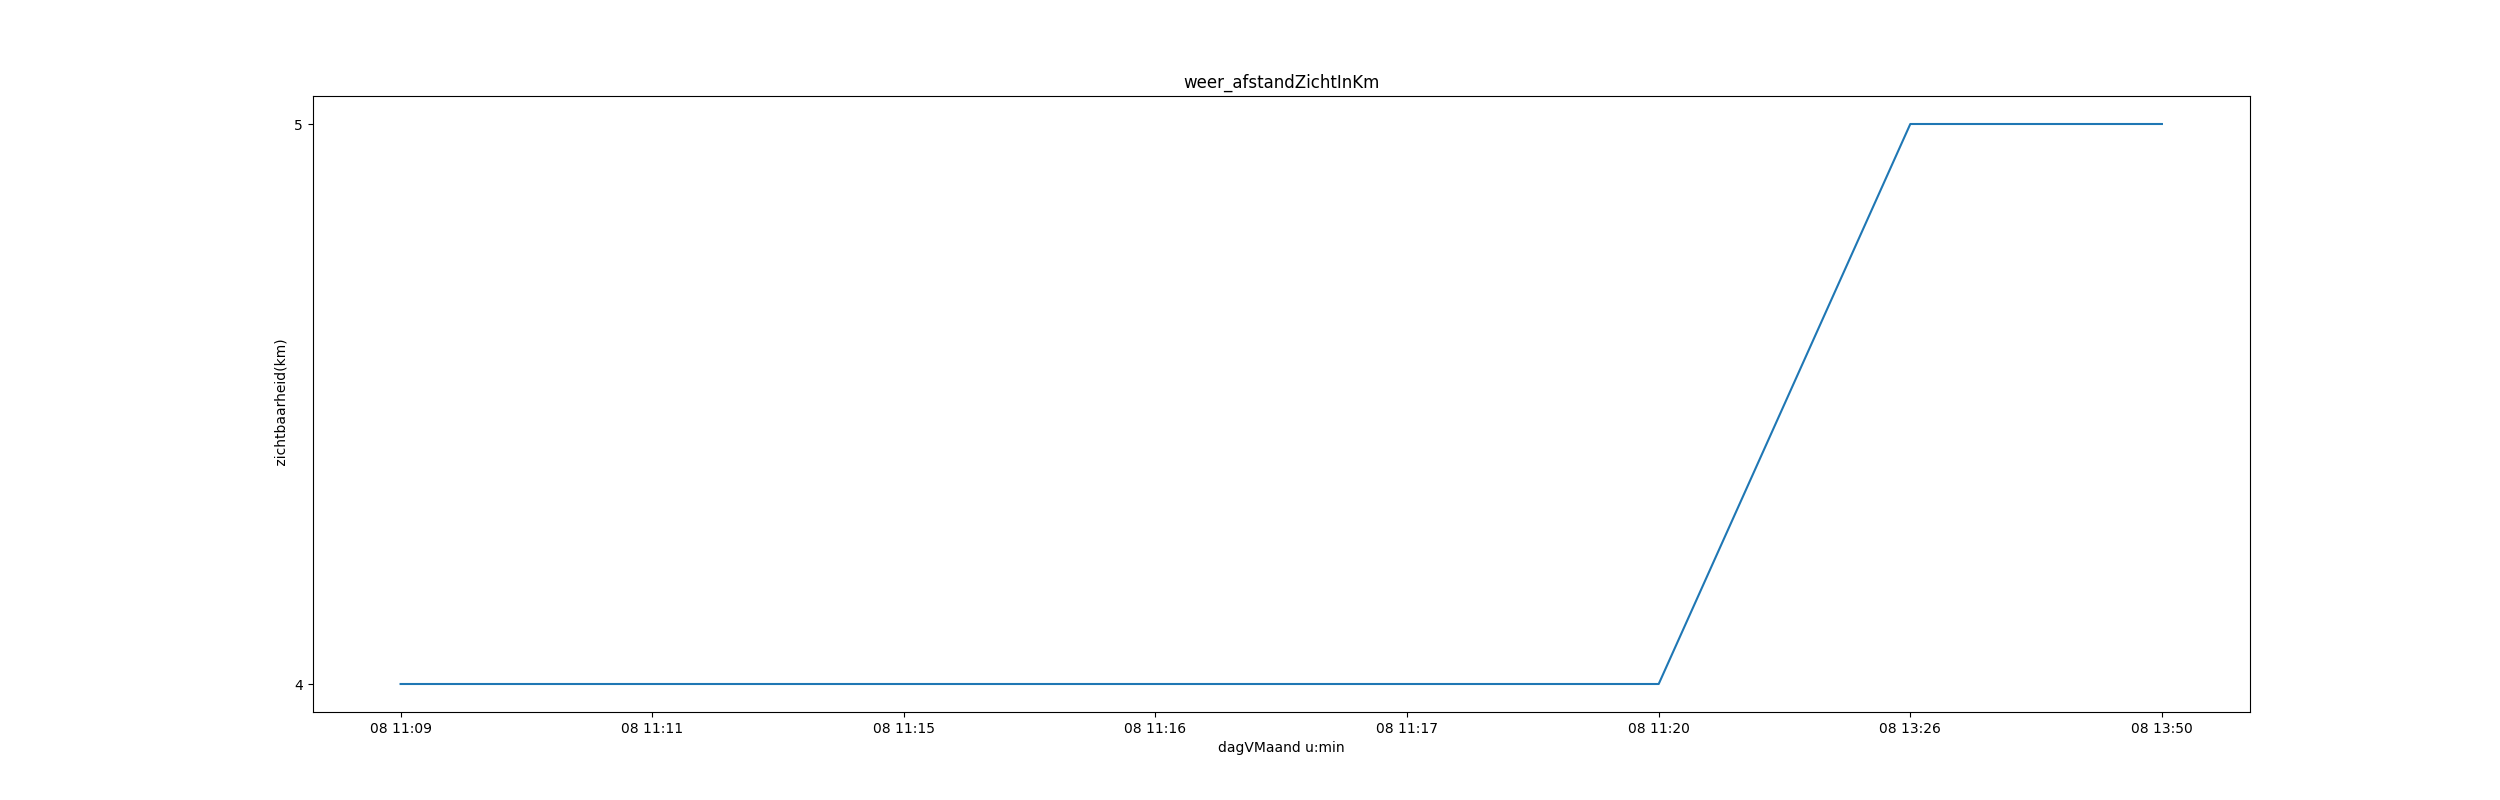 weer_afstandZichtInKm
5
zichtbaarheid(km)
4
08 11:09 08 11:11 08 11:15 08 11:16 08 11:17 08 11:20 08 13:26 08 13:50
dagVMaand u:min